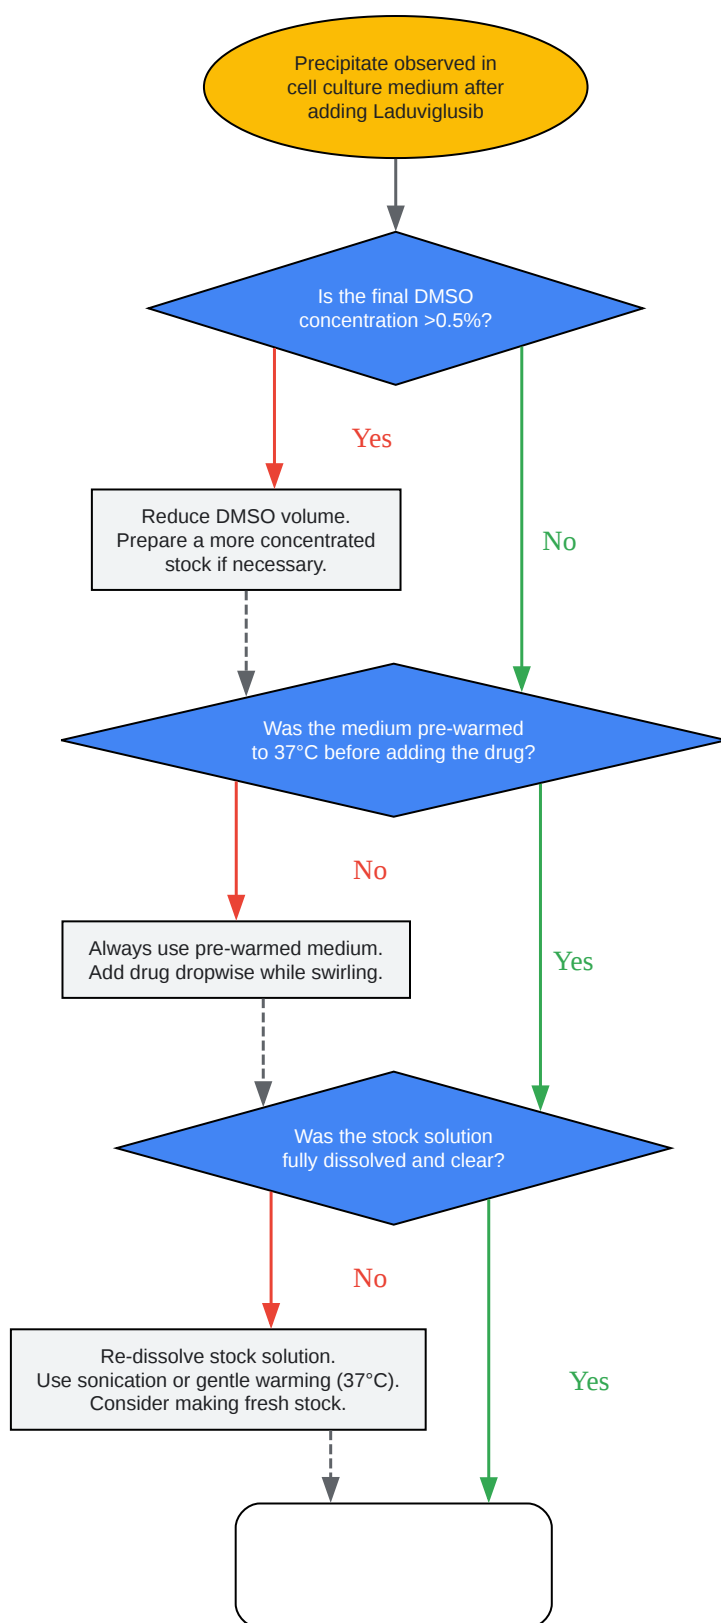 Precipitate observed in
cell culture medium after
adding Laduviglusib
Is the final DMSO
concentration >0.5%?
Yes
Reduce DMSO volume.
Prepare a more concentrated
stock if necessary.
No
Was the medium pre-warmed
to 37°C before adding the drug?
No
Always use pre-warmed medium.
Add drug dropwise while swirling.
Yes
Was the stock solution
fully dissolved and clear?
No
Re-dissolve stock solution.
Use sonication or gentle warming (37°C).
Consider making fresh stock.
Yes